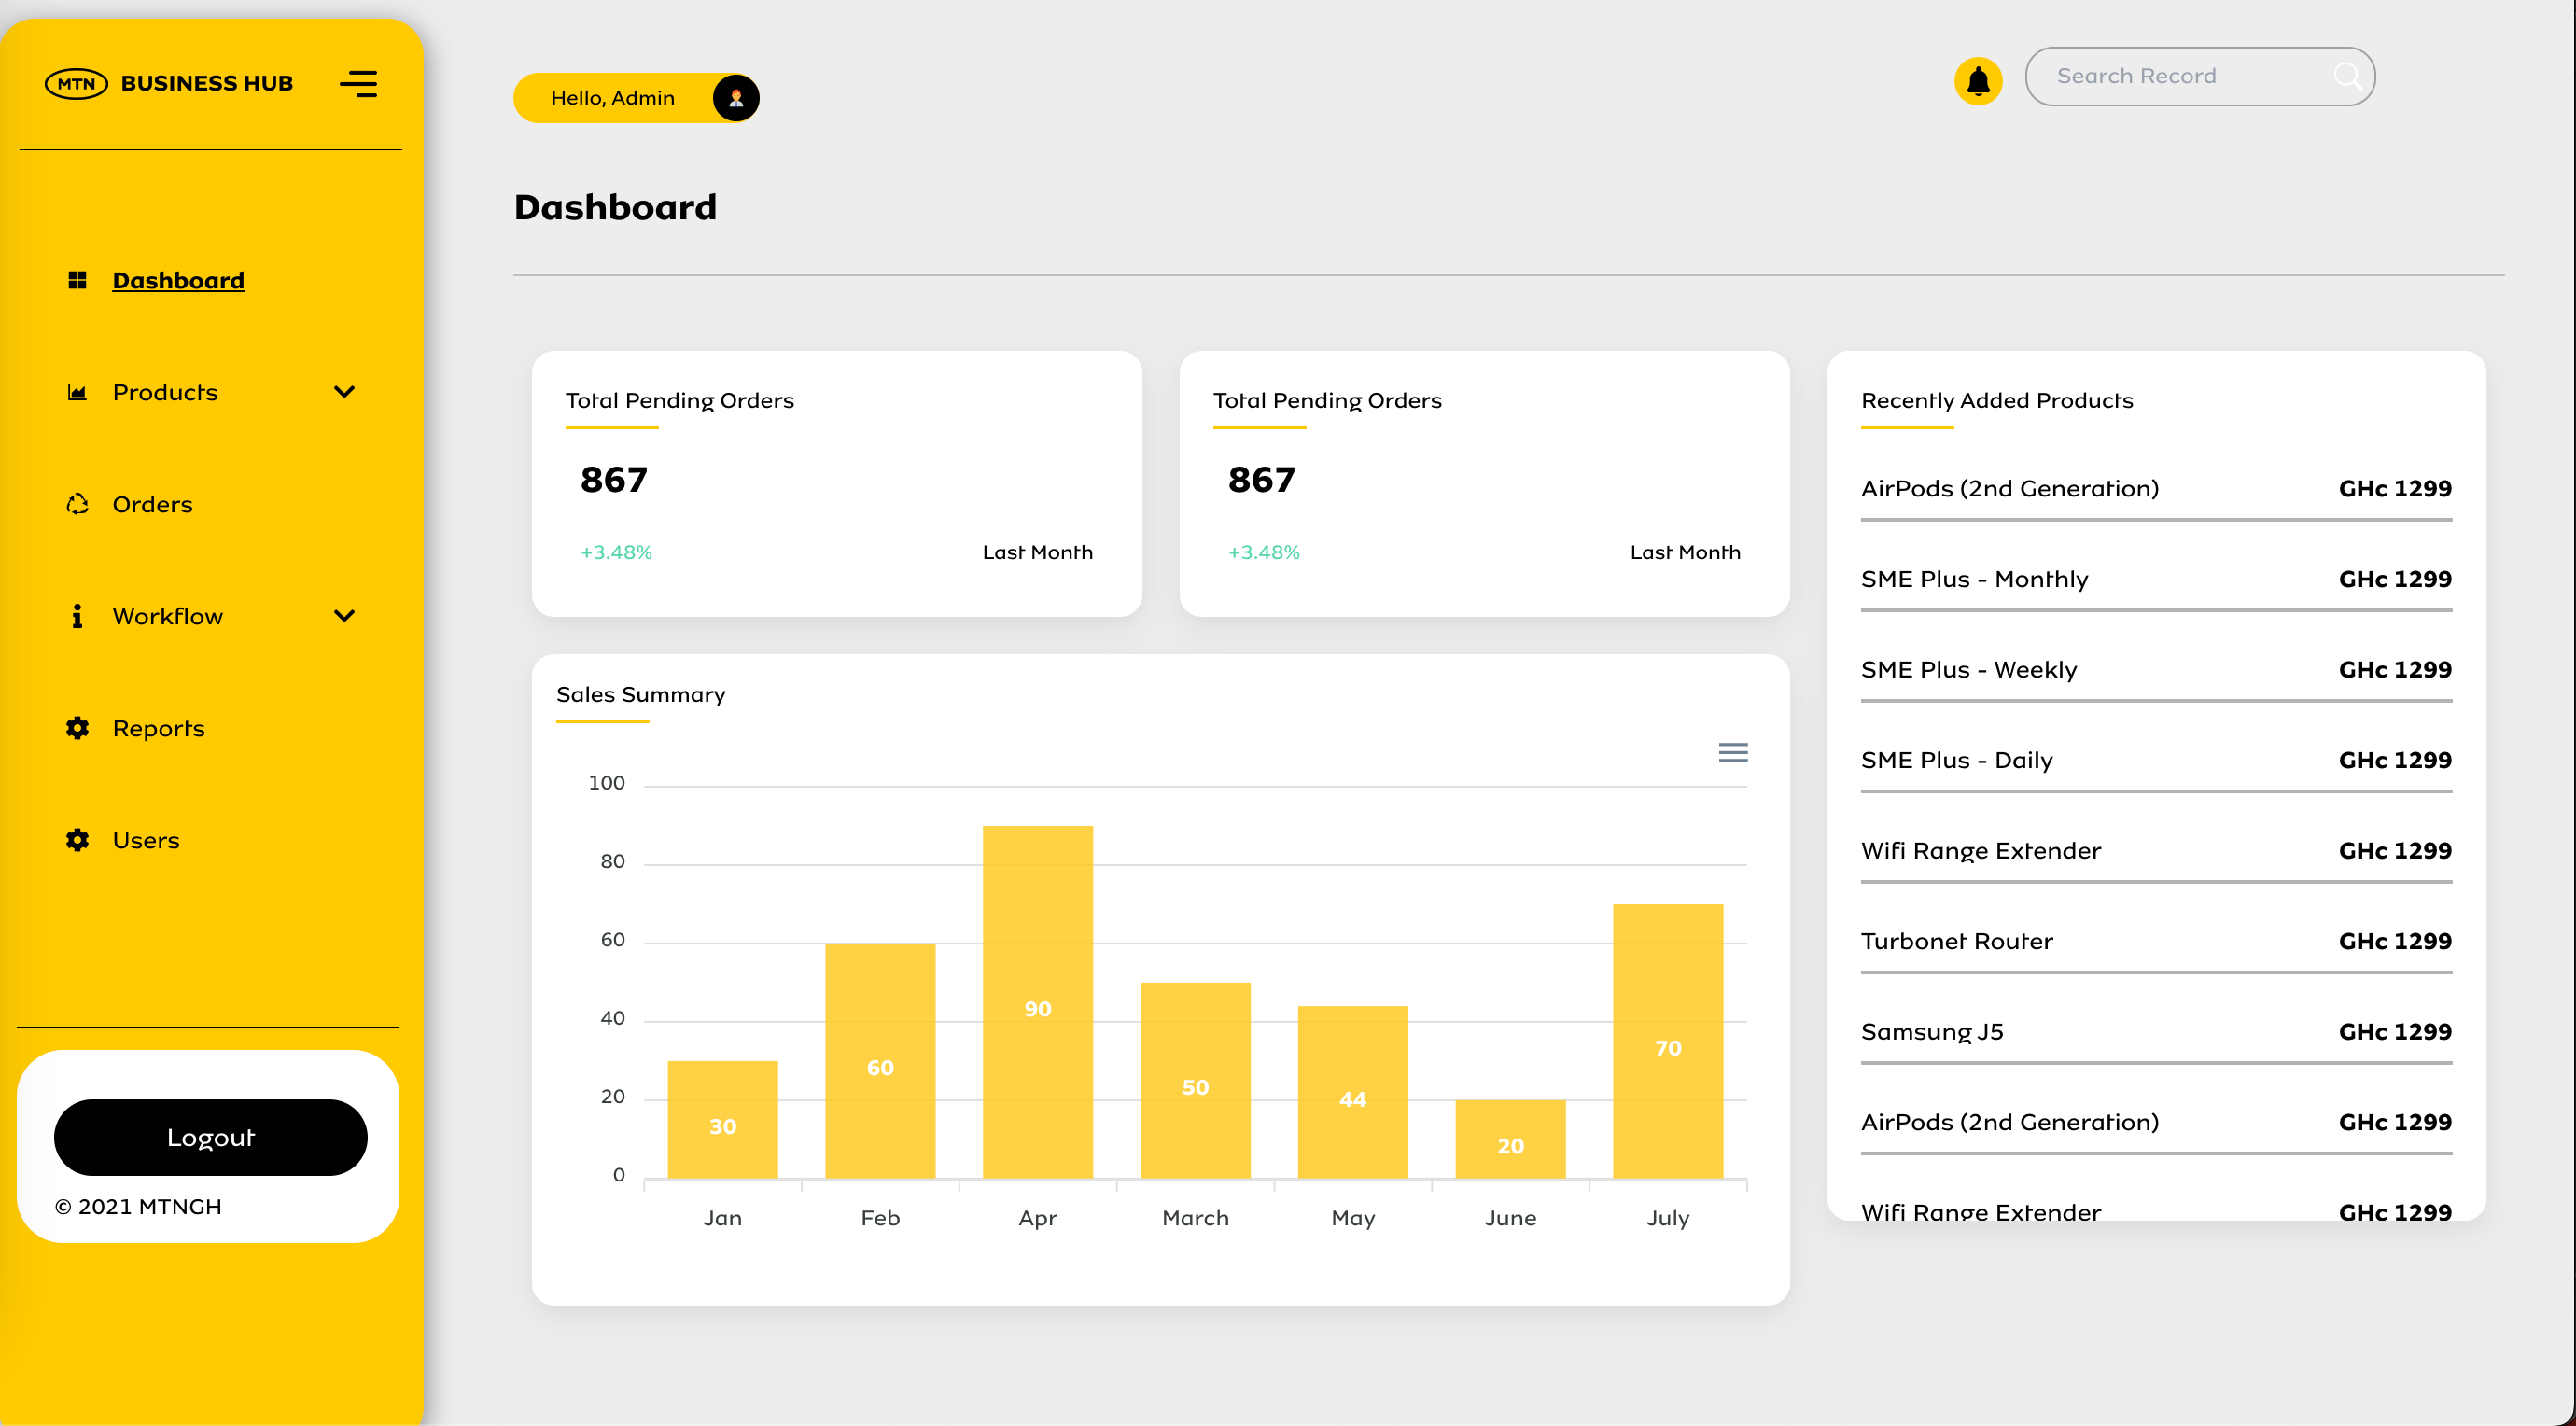 MTN BUSINESS HUB
Dashboard
Products
Orders
Workflow
Reports
Users
Logout
© 2021 MTNGH
Hello, Admin
Search Record
Dashboard
Total Pending Orders
867
+3.48% Last Month
Total Pending Orders
867
+3.48% Last Month
Sales Summary
100
80
60
40
20
0
30
60
90
50
44
20
70
Jan Feb Apr March May June July
Recently Added Products
AirPods (2nd Generation) GHc 1299
SME Plus - Monthly GHc 1299
SME Plus - Weekly GHc 1299
SME Plus - Daily GHc 1299
Wifi Range Extender GHc 1299
Turbonet Router GHc 1299
Samsung J5 GHc 1299
AirPods (2nd Generation) GHc 1299
Wifi Range Extender GHc 1299